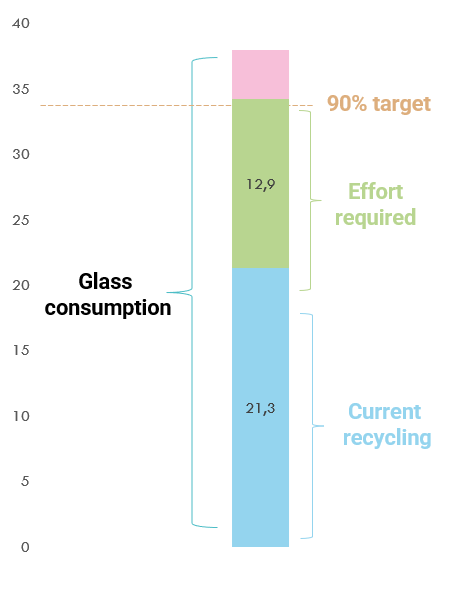 40
35
90% target
30
12,9
Effort
required
25
20
Glass
consumption
15
21,3
Current
recycling
10
5
0